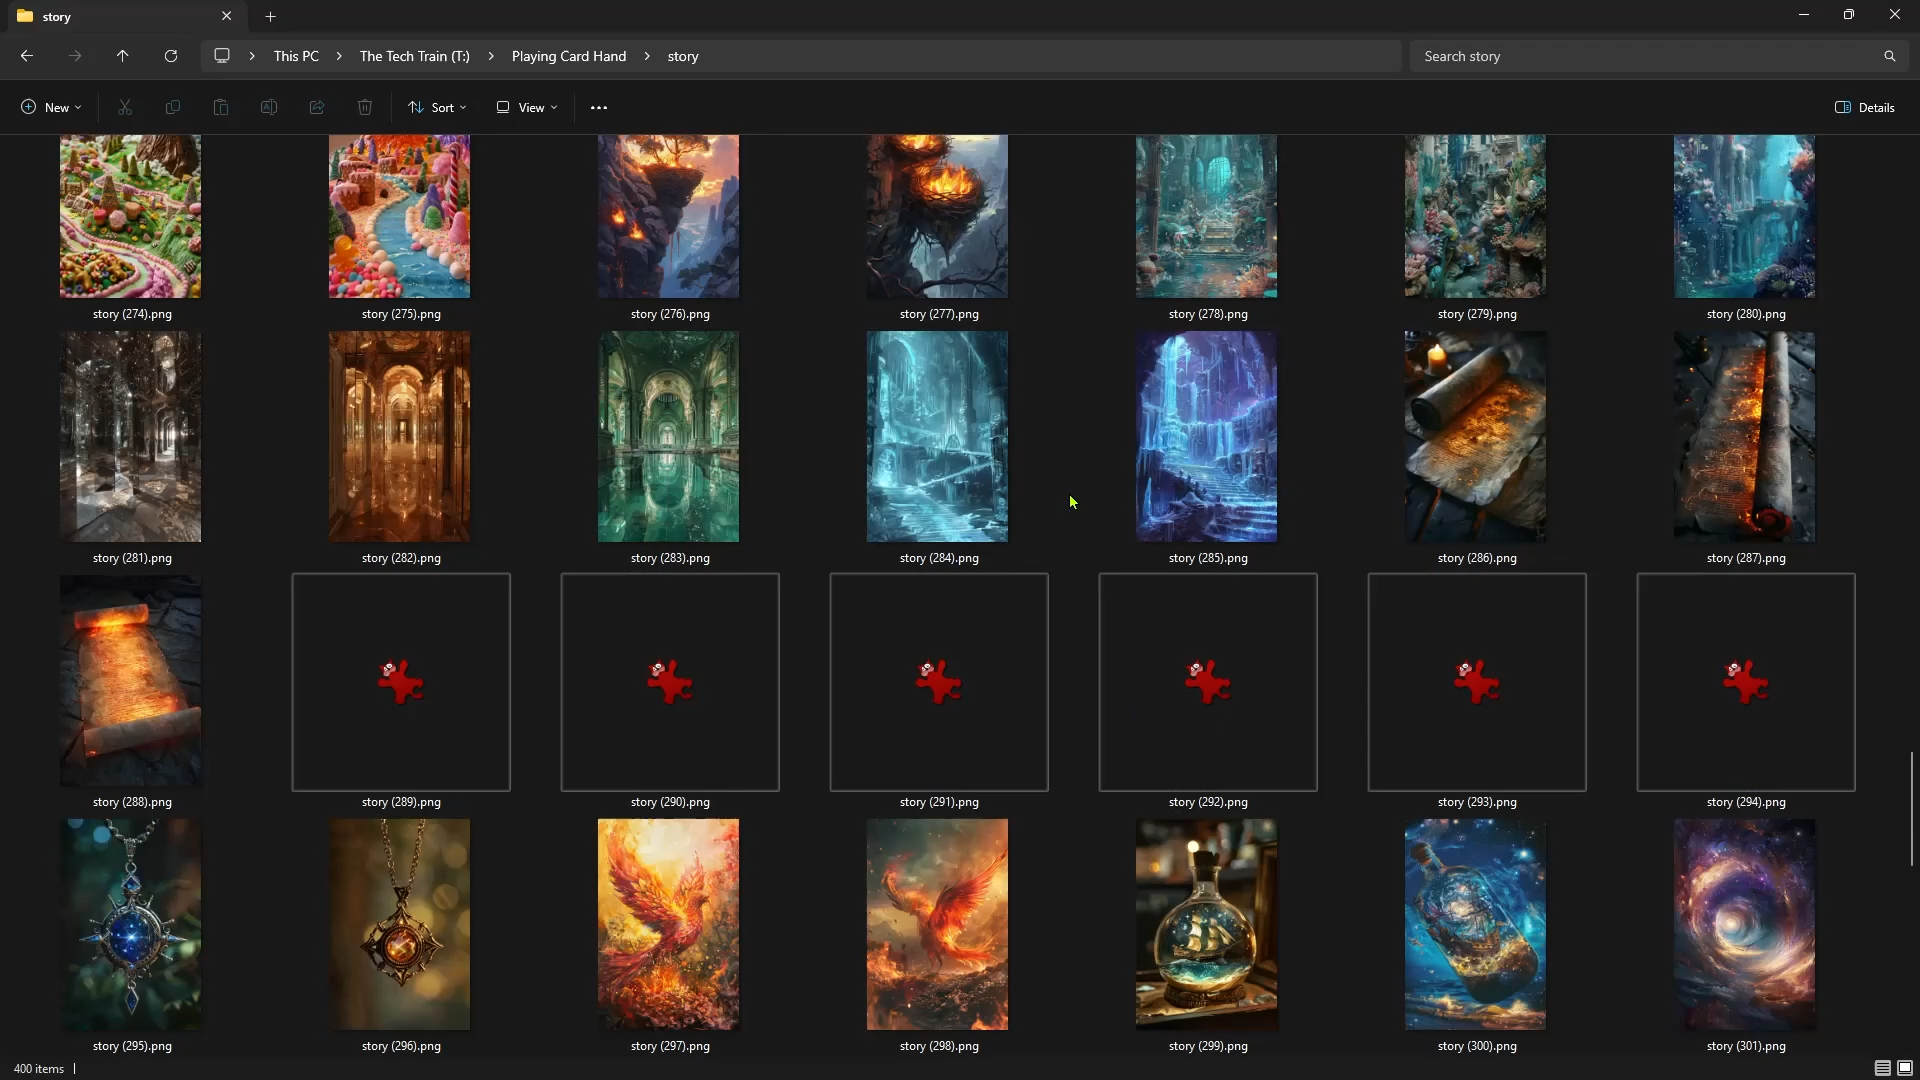 story
This PC
The Tech Train (T:)
Playing Card Hand
story
Search story
New
Sort
View
Details
story (274).png
story (275).png
story (276).png
story (277).png
story (278).png
story (279).png
story (280).png
story (281).png
story (282).png
story (283).png
story (284).png
story (285).png
story (286).png
story (287).png
story (288).png
story (289).png
story (290).png
story (291).png
story (292).png
story (293).png
story (294).png
story (295).png
story (296).png
story (297).png
story (298).png
story (299).png
story (300).png
story (301).png
400 items